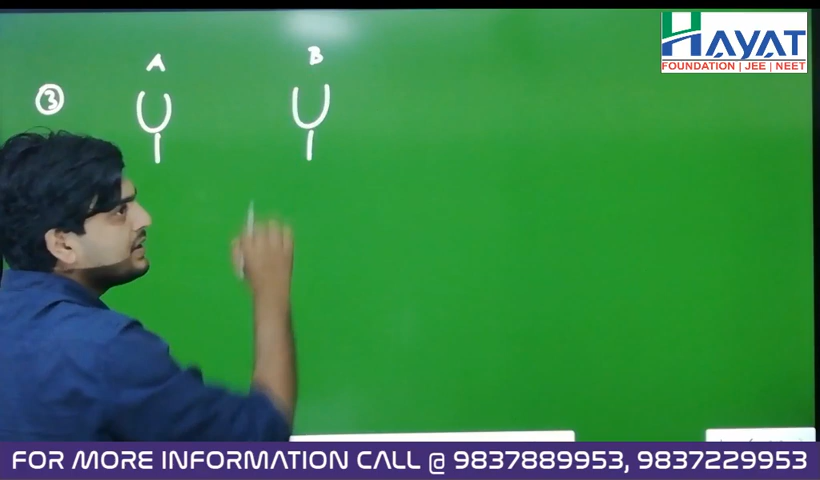 HAYAT
FOUNDATION | JEE | NEET
A B
3
FOR MORE INFORMATION CALL @ 9837889953, 9837229953